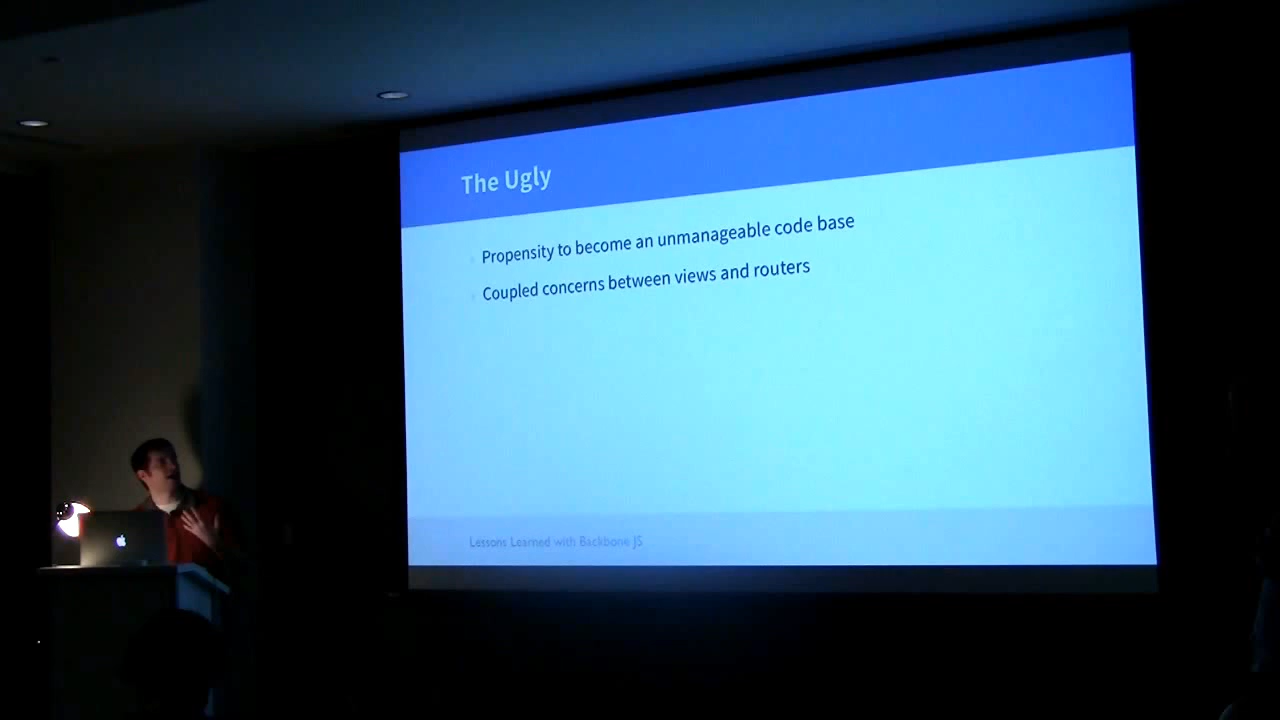 The Ugly
Propensity to become an unmanageable code base
Coupled concerns between views and routers
Lessons Learned with Backbone JS